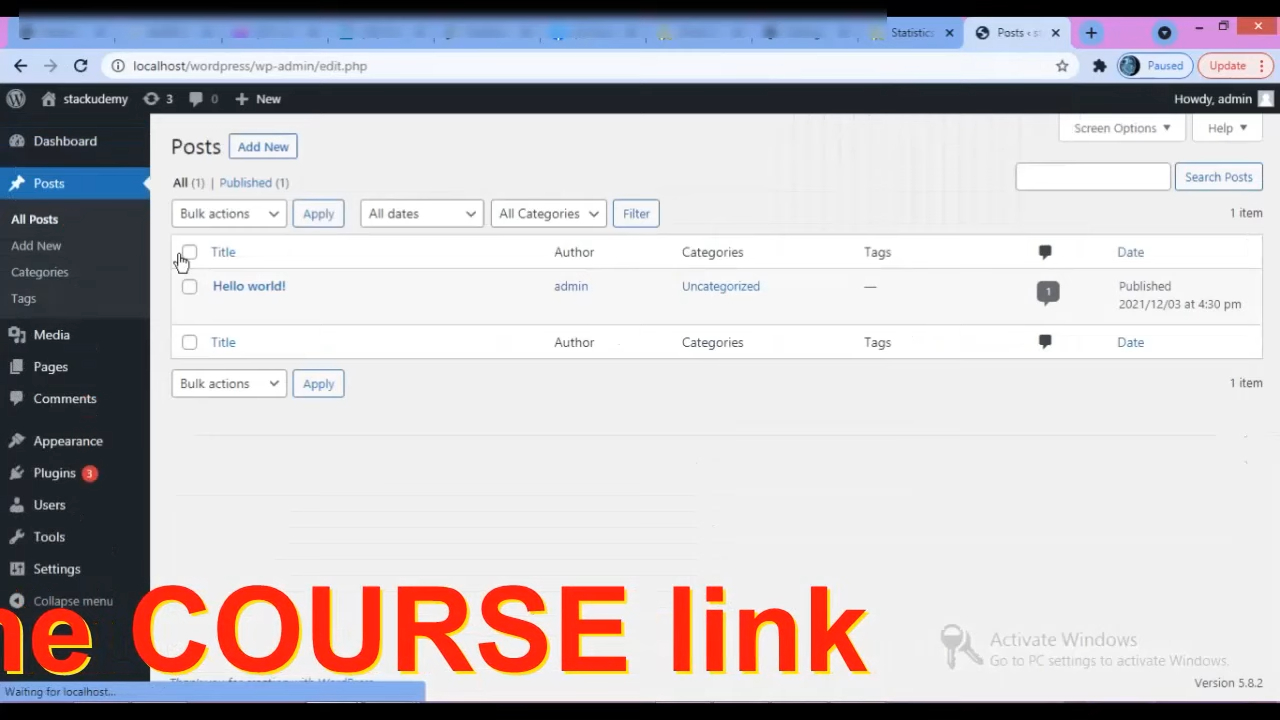 Statistic
Posts ‹ s
localhost/wordpress/wp-admin/edit.php
Paused
Update
stackudemy
3
0
New
Howdy, admin
Dashboard
Posts
All Posts
Add New
Categories
Tags
Media
Pages
Comments
Appearance
Plugins 3
Users
Tools
Settings
Collapse menu
Posts
Add New
Screen Options
Help
All (1) | Published (1)
Search Posts
Bulk actions
Apply
All dates
All Categories
Filter
1 item
Title
Author
Categories
Tags
Date
Hello world!
admin
Uncategorized
—
1
Published
2021/12/03 at 4:30 pm
Title
Author
Categories
Tags
Date
Bulk actions
Apply
1 item
COURSE link
Activate Windows
Go to PC settings to activate Windows.
Version 5.8.2
Waiting for localhost...